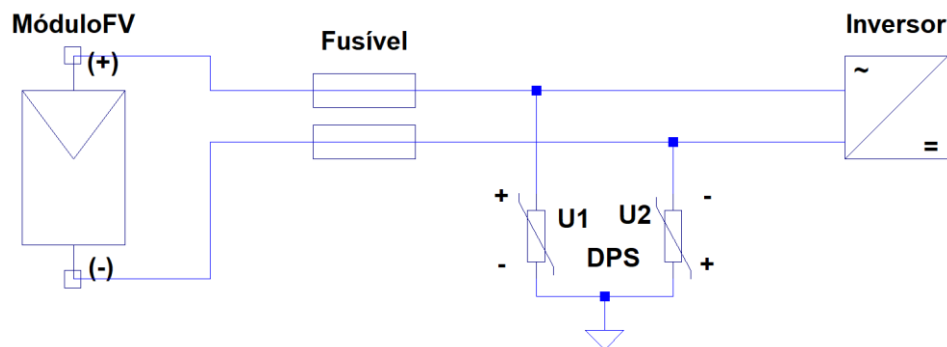 MóduloFV
(+)
Fusível
Inversor
~
=
(-)
+
U1
-
U2
-
DPS
+